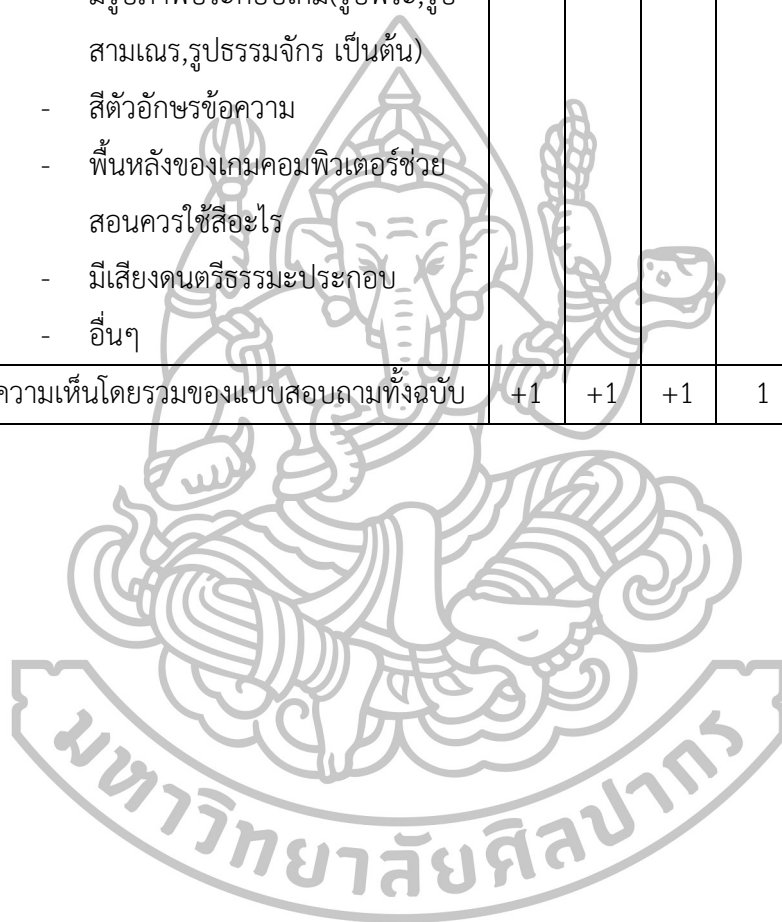 สามเณร,รูปธรรมจักร เป็นต้น)
- สีตัวอักษรข้อความ
- พื้นหลังของเกมคอมพิวเตอร์ช่วย
สอนควรใช้สีอะไร
- มีเสียงดนตรีธรรมะประกอบ
- อื่นๆ
ความเห็นโดยรวมของแบบสอบถามทั้งฉบับ +1 +1 +1 1
มหาวิทยาลัยศิลปากร